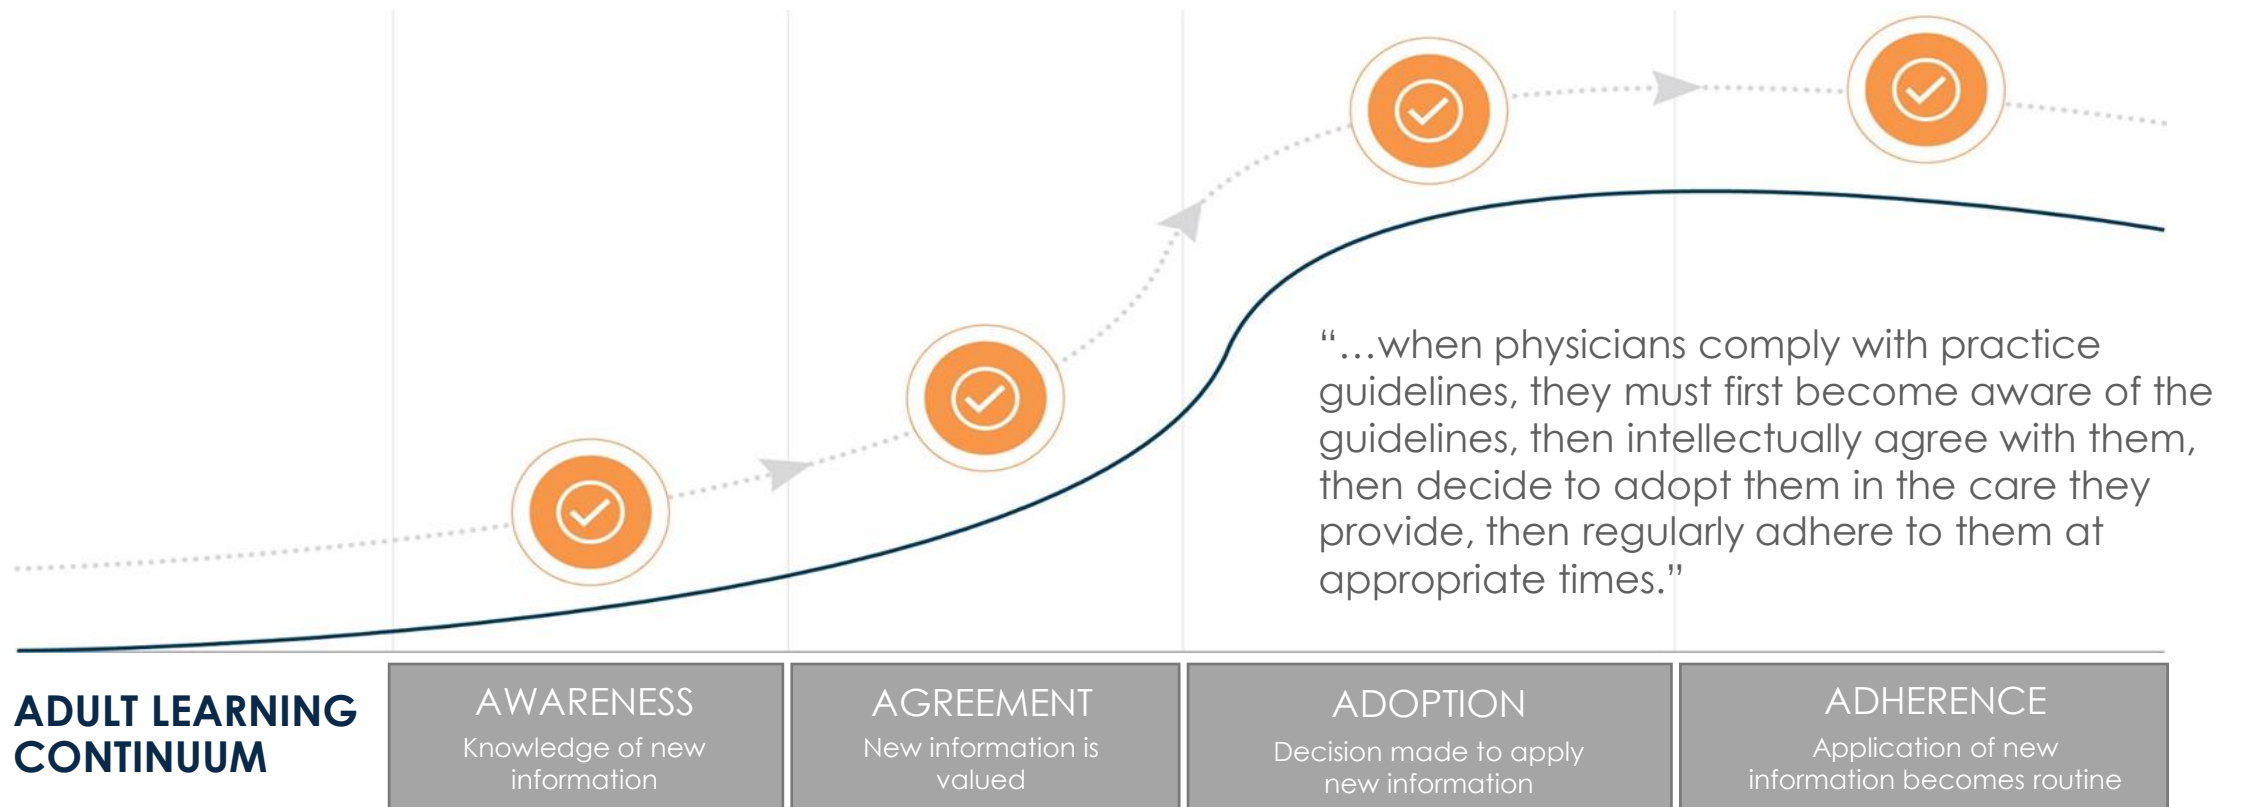 “…when physicians comply with practice
guidelines, they must first become aware of the
guidelines, then intellectually agree with them,
then decide to adopt them in the care they
provide, then regularly adhere to them at
appropriate times.”
ADULT LEARNING
CONTINUUM
AWARENESS
Knowledge of new
information
AGREEMENT
New information is
valued
ADOPTION
Decision made to apply
new information
ADHERENCE
Application of new
information becomes routine